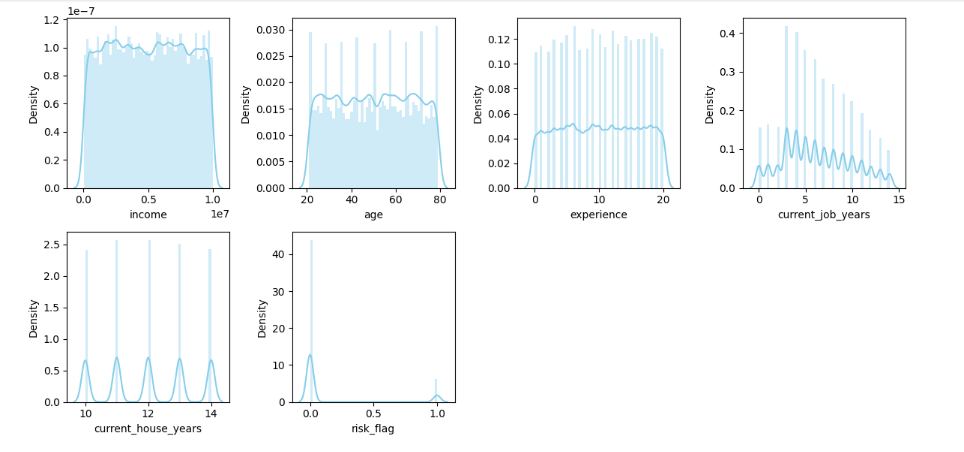 1e−7
1.2
1.0
0.8
0.6
0.4
0.2
0.0
Density
0.0 0.5 1.0
income 1e7
0.030
0.025
0.020
0.015
0.010
0.005
0.000
Density
20 40 60 80
age
0.12
0.10
0.08
0.06
0.04
0.02
0.00
Density
0 10 20
experience
0.4
0.3
0.2
0.1
0.0
Density
0 5 10 15
current_job_years
2.5
2.0
1.5
1.0
0.5
0.0
Density
10 12 14
current_house_years
40
30
20
10
0
Density
0.0 0.5 1.0
risk_flag